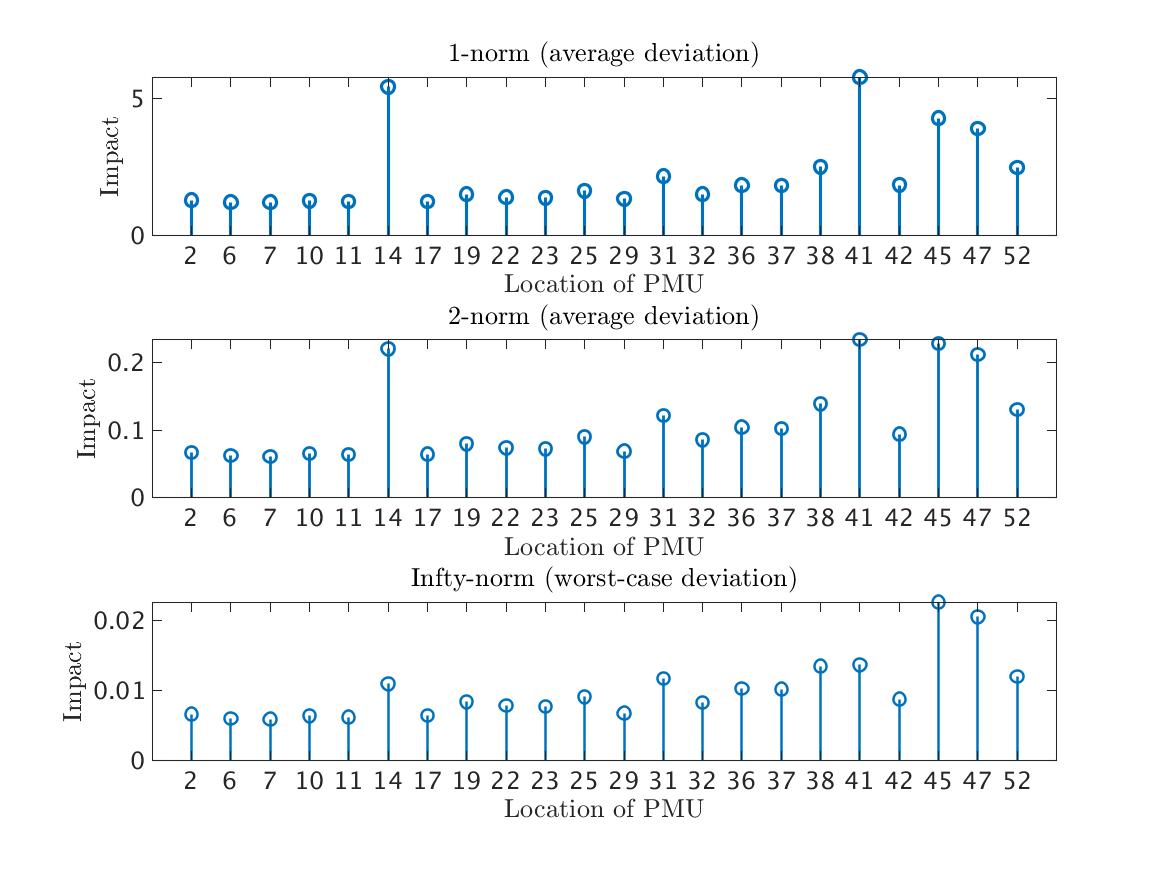 1-norm (average deviation)
5
0
Impact
2 6 7 10 11 14 17 19 22 23 25 29 31 32 36 37 38 41 42 45 47 52
Location of PMU
2-norm (average deviation)
0.2
0.1
0
Impact
2 6 7 10 11 14 17 19 22 23 25 29 31 32 36 37 38 41 42 45 47 52
Location of PMU
Infty-norm (worst-case deviation)
0.02
0.01
0
Impact
2 6 7 10 11 14 17 19 22 23 25 29 31 32 36 37 38 41 42 45 47 52
Location of PMU